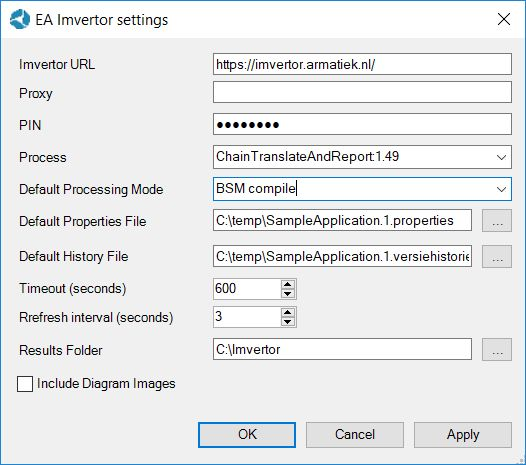 EA Imvertor settings
Imvertor URL https://imvertor.armatiek.nl/
Proxy
PIN ●●●●●●●●
Process ChainTranslateAndReport:1.49
Default Processing Mode BSM compile
Default Properties File C:\temp\SampleApplication.1.properties ...
Default History File C:\temp\SampleApplication.1.versiehistorie ...
Timeout (seconds) 600
Rrefresh interval (seconds) 3
Results Folder C:\Imvertor ...
Include Diagram Images
OK Cancel Apply